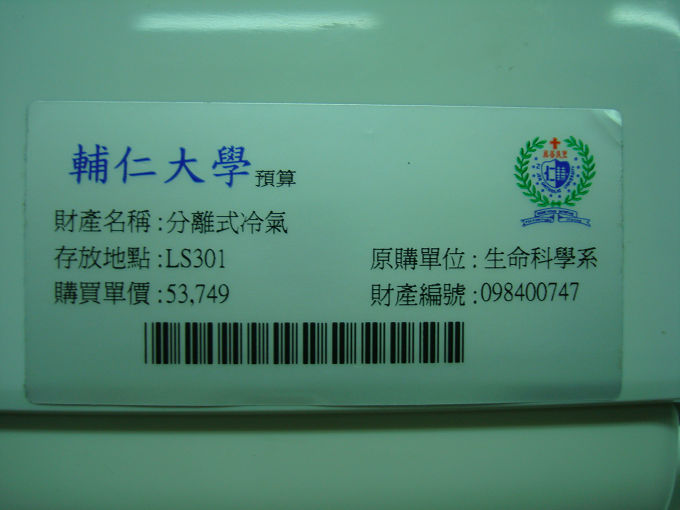 輔仁大學 預算
財產名稱:分離式冷氣
存放地點:LS301 原購單位:生命科學系
購買單價:53,749 財產編號:098400747